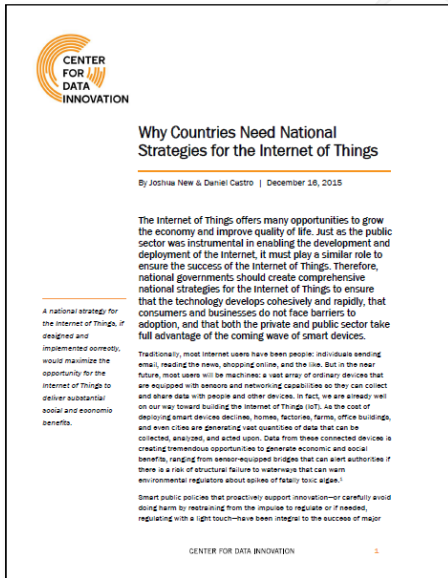 CENTER
FOR
DATA
INNOVATION
Why Countries Need National
Strategies for the Internet of Things
By Joshua New & Daniel Castro | December 16, 2015
The Internet of Things offers many opportunities to grow
the economy and improve quality of life. Just as the public
sector was instrumental in enabling the development and
deployment of the Internet, it must play a similar role to
ensure the success of the Internet of Things. Therefore,
national governments should create comprehensive
national strategies for the Internet of Things to ensure
that the technology develops cohesively and rapidly, that
consumers and businesses do not face barriers to
adoption, and that both the private and public sector take
full advantage of the coming wave of smart devices.
A national strategy for
the Internet of Things, if
designed and
implemented correctly,
would maximize the
opportunity for the
Internet of Things to
deliver substantial
social and economic
benefits.
Traditionally, most Internet users have been people: individuals sending
email, reading the news, shopping online, and the like. But in the near
future, most users will be machines: a vast array of ordinary devices that
are equipped with sensors and networking capabilities so they can collect
and share data with people and other devices. In fact, we are already well
on our way toward building the Internet of Things (IoT). As the cost of
deploying smart devices declines, homes, factories, farms, office buildings,
and even cities are generating vast quantities of data that can be
collected, analyzed, and acted upon. Data from these connected devices is
creating tremendous opportunities to generate economic and social
benefits, ranging from sensor-equipped bridges that can alert authorities if
there is a risk of structural failure to waterways that can warn
environmental regulators about spikes of fatally toxic algae.¹
Smart public policies that proactively support innovation—or carefully avoid
doing harm by restraining from the impulse to regulate or if needed,
regulating with a light touch—have been integral to the success of major
CENTER FOR DATA INNOVATION 1